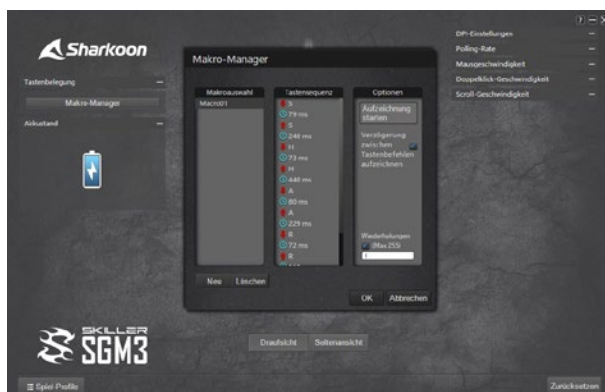 ? — ×
Sharkoon
Tastenbelegung —
Makro-Manager
Akkustand —
Makro-Manager
Makroauswahl
Macro01
Neu Löschen
Tastensequenz
S
79 ms
S
248 ms
H
73 ms
H
448 ms
A
80 ms
A
229 ms
R
72 ms
R
Optionen
Aufzeichnung
starten
Verzögerung
zwischen
Tastenbefehlen
aufzeichnen
Wiederholungen
(Max 255)
1
OK Abbrechen
DPI-Einstellungen —
Polling-Rate —
Mausgeschwindigkeit —
Doppelklick-Geschwindigkeit —
Scroll-Geschwindigkeit —
SKILLER
SGM3
Draufsicht Seitenansicht
Spiel-Profile
Zurücksetzen